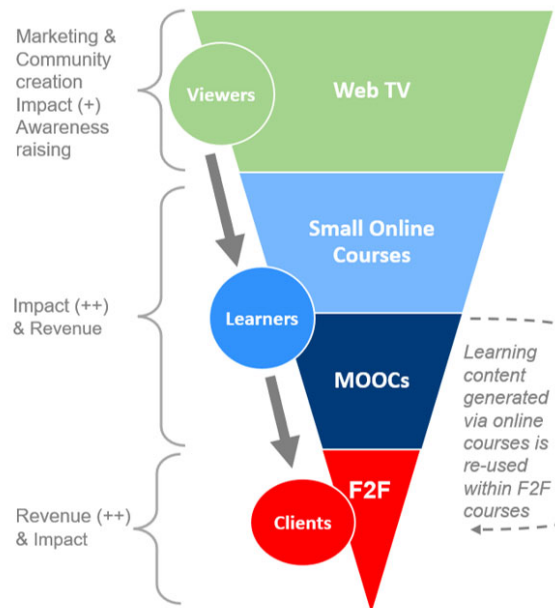 Marketing &
Community
creation
Impact (+)
Awareness
raising
Viewers
Web TV
Small Online
Courses
Impact (++)
& Revenue
Learners
MOOCs
Learning
content
generated
via online
courses is
re-used
within F2F
courses
F2F
Revenue (++)
& Impact
Clients